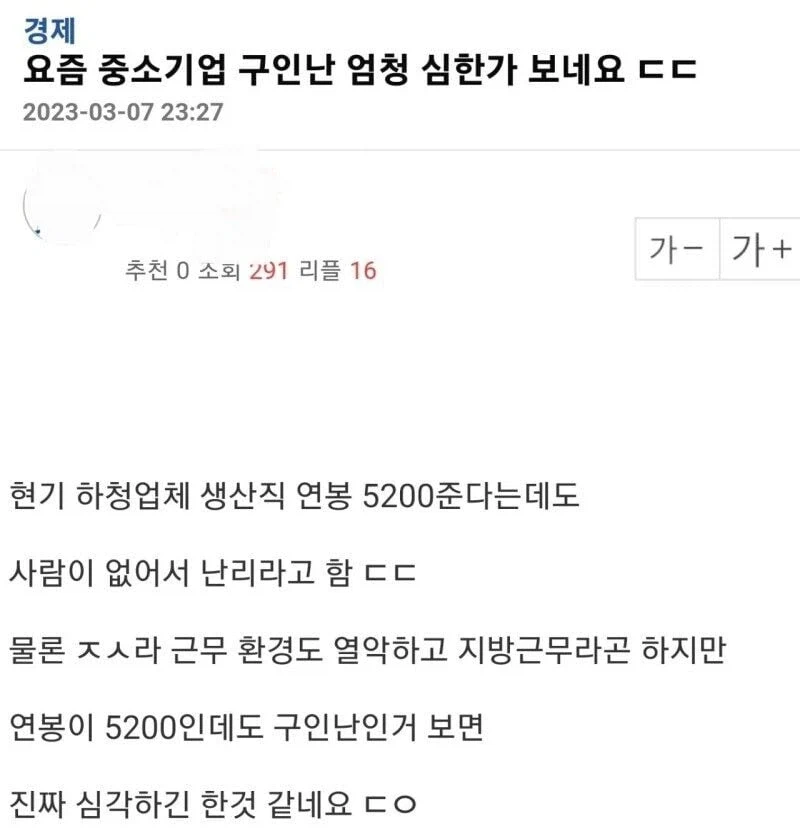 경제
요즘 중소기업 구인난 엄청 심한가 보네요 ㄷㄷ
2023-03-07 23:27
추천 0 조회 291 리플 16
가- 가+
현기 하청업체 생산직 연봉 5200준다는데도
사람이 없어서 난리라고 함 ㄷㄷ
물론 ㅈㅅ라 근무 환경도 열악하고 지방근무라곤 하지만
연봉이 5200인데도 구인난인거 보면
진짜 심각하긴 한것 같네요 ㄷㅇ